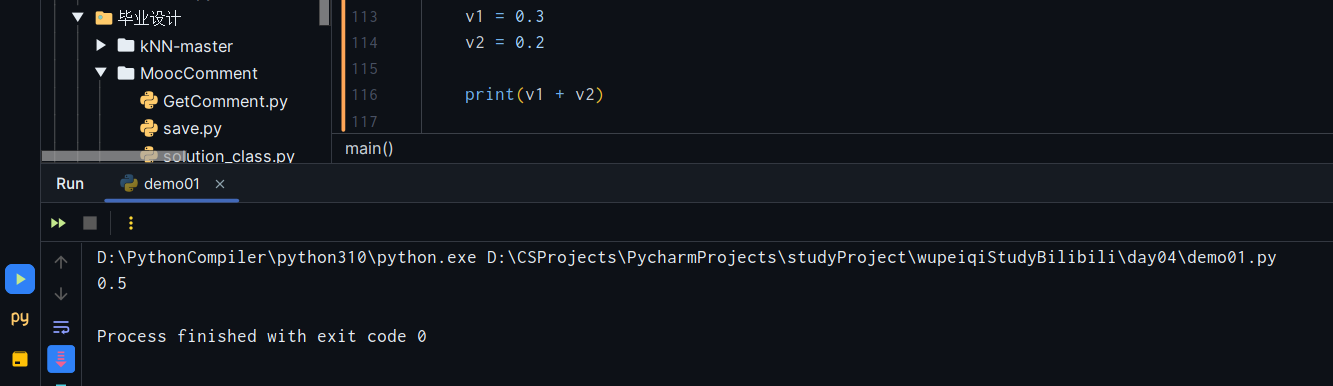 毕业设计
kNN-master
MoocComment
GetComment.py
save.py
solution_class.py
113 v1 = 0.3
114 v2 = 0.2
115
116 print(v1 + v2)
117
main()
Run demo01
D:\PythonCompiler\python310\python.exe D:\CSProjects\PycharmProjects\studyProject\wupeiqiStudyBilibili\day04\demo01.py
0.5
Process finished with exit code 0
py